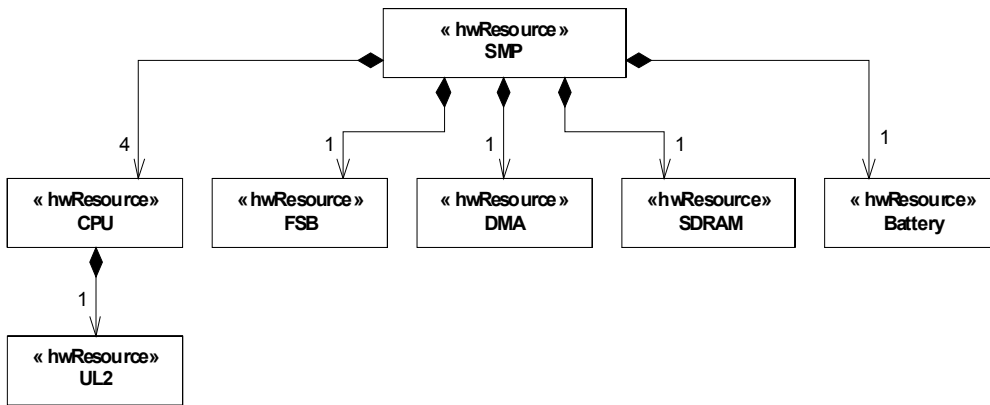 « hwResource»
SMP
4
1
1
1
1
« hwResource»
CPU
« hwResource»
FSB
« hwResource»
DMA
«hwResource»
SDRAM
« hwResource»
Battery
1
« hwResource»
UL2